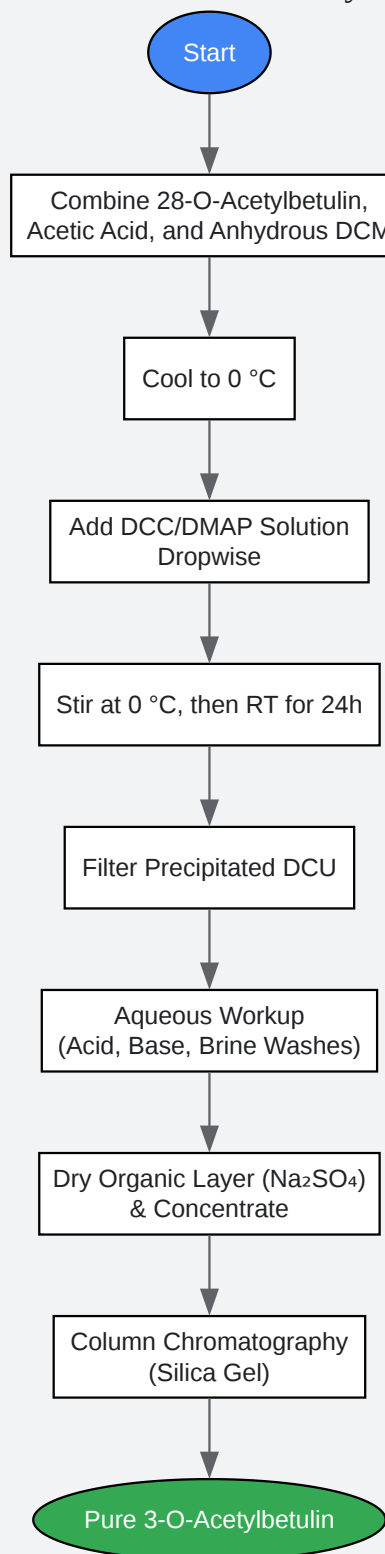 Start
Combine 28-O-Acetylbetulin,
Acetic Acid, and Anhydrous DCM
Cool to 0 °C
Add DCC/DMAP Solution
Dropwise
Stir at 0 °C, then RT for 24h
Filter Precipitated DCU
Aqueous Workup
(Acid, Base, Brine Washes)
Dry Organic Layer (Na₂SO₄)
& Concentrate
Column Chromatography
(Silica Gel)
Pure 3-O-Acetylbetulin